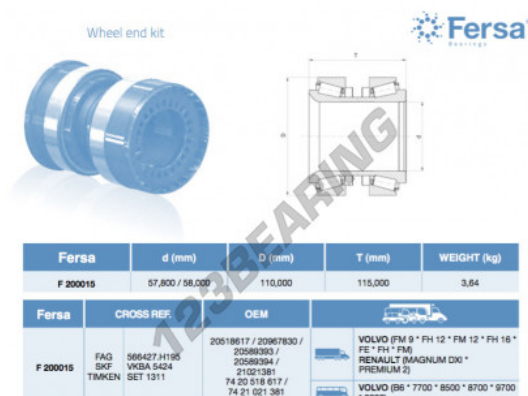 Wheel end kit
Fersa
Bearings
T
D
d
123BEARING
Fersa d (mm) D (mm) T (mm) WEIGHT (kg)
F 200015 57,800 / 58,000 110,000 115,000 3,64
Fersa CROSS REF. OEM
F 200015
FAG 566427.H195
SKF VKBA 5424
TIMKEN SET 1311
20518617 / 20967830 /
20589393 /
20589394 /
21021381
74 20 518 617 /
74 21 021 381
VOLVO (FM 9 * FH 12 * FM 12 * FH 16 *
FE * FH * FM)
RENAULT (MAGNUM DXI *
PREMIUM 2)
VOLVO (B6 * 7700 * 8500 * 8700 * 9700